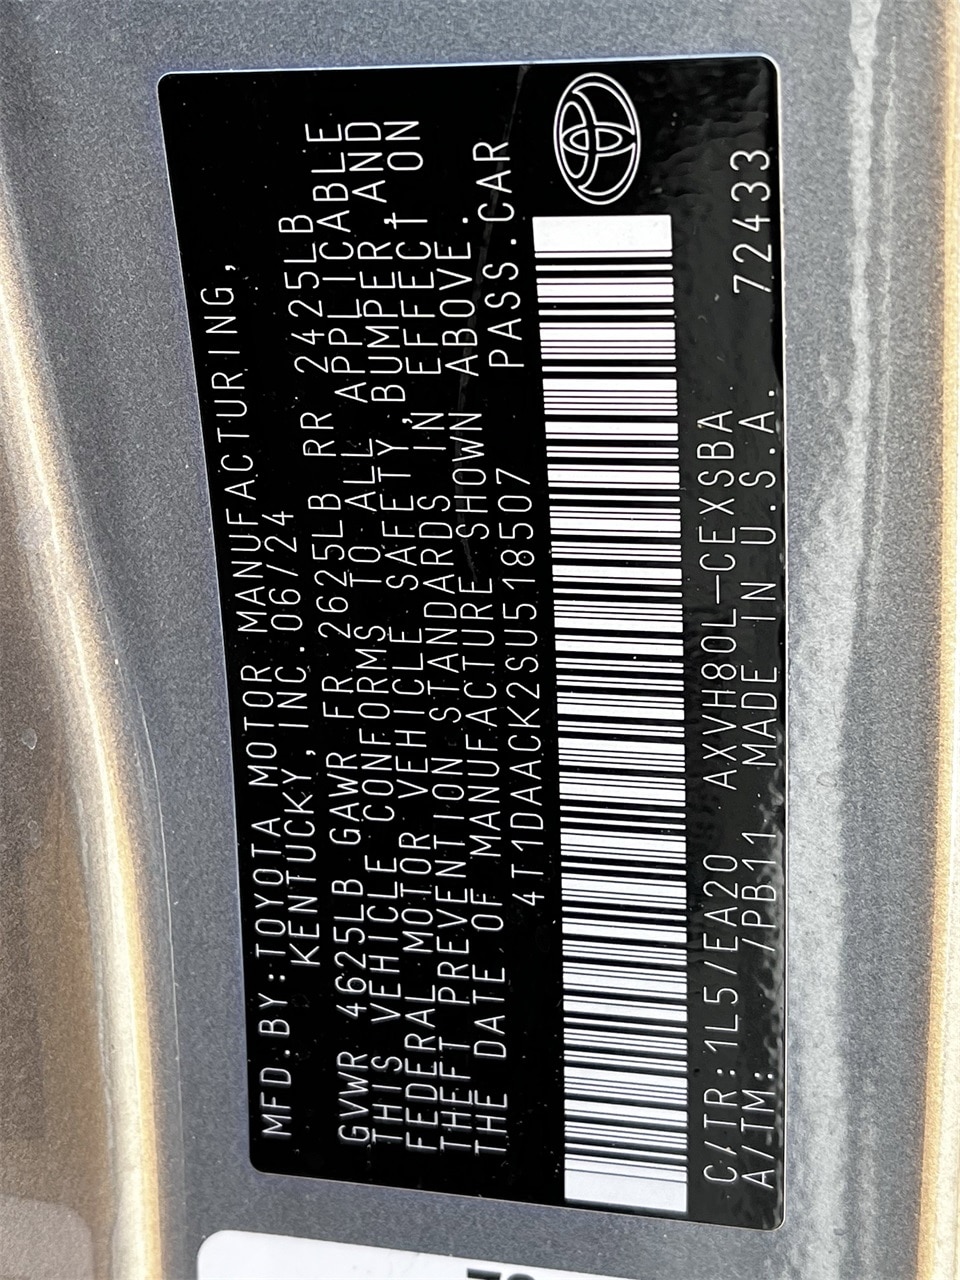 MFD.BY:TOYOTA MOTOR MANUFACTURING,
KENTUCKY, INC.06/24
GVWR 4625LB GAWR FR 2625LB RR 2425LB
THIS VEHICLE CONFORMS TO ALL APPLICABLE
FEDERAL MOTOR VEHICLE SAFETY,BUMPER,AND
THEFT PREVENTION STANDARDS IN EFFECT ON
THE DATE OF MANUFACTURE SHOWN ABOVE.
4T1DAACK2SU518507 PASS.CAR
C/TR:1L5/EA20 AXVH80L-CEXSBA
A/TM: /PB11 MADE IN U.S.A. 72433